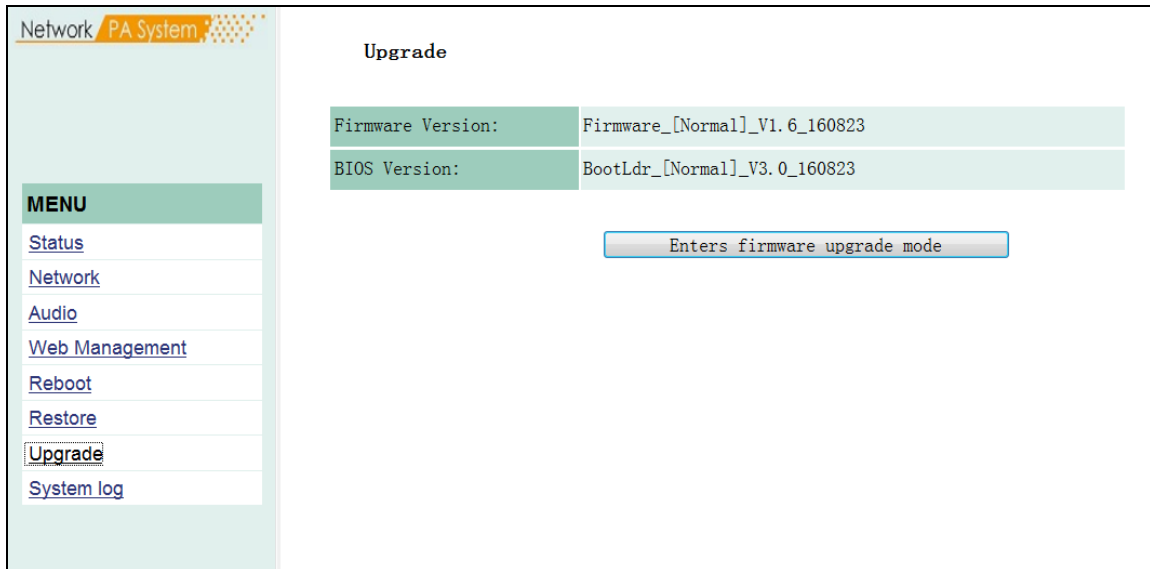 Network PA System
Upgrade
Firmware Version: Firmware_[Normal]_V1.6_160823
BIOS Version: BootLdr_[Normal]_V3.0_160823
Enters firmware upgrade mode
MENU
Status
Network
Audio
Web Management
Reboot
Restore
Upgrade
System log